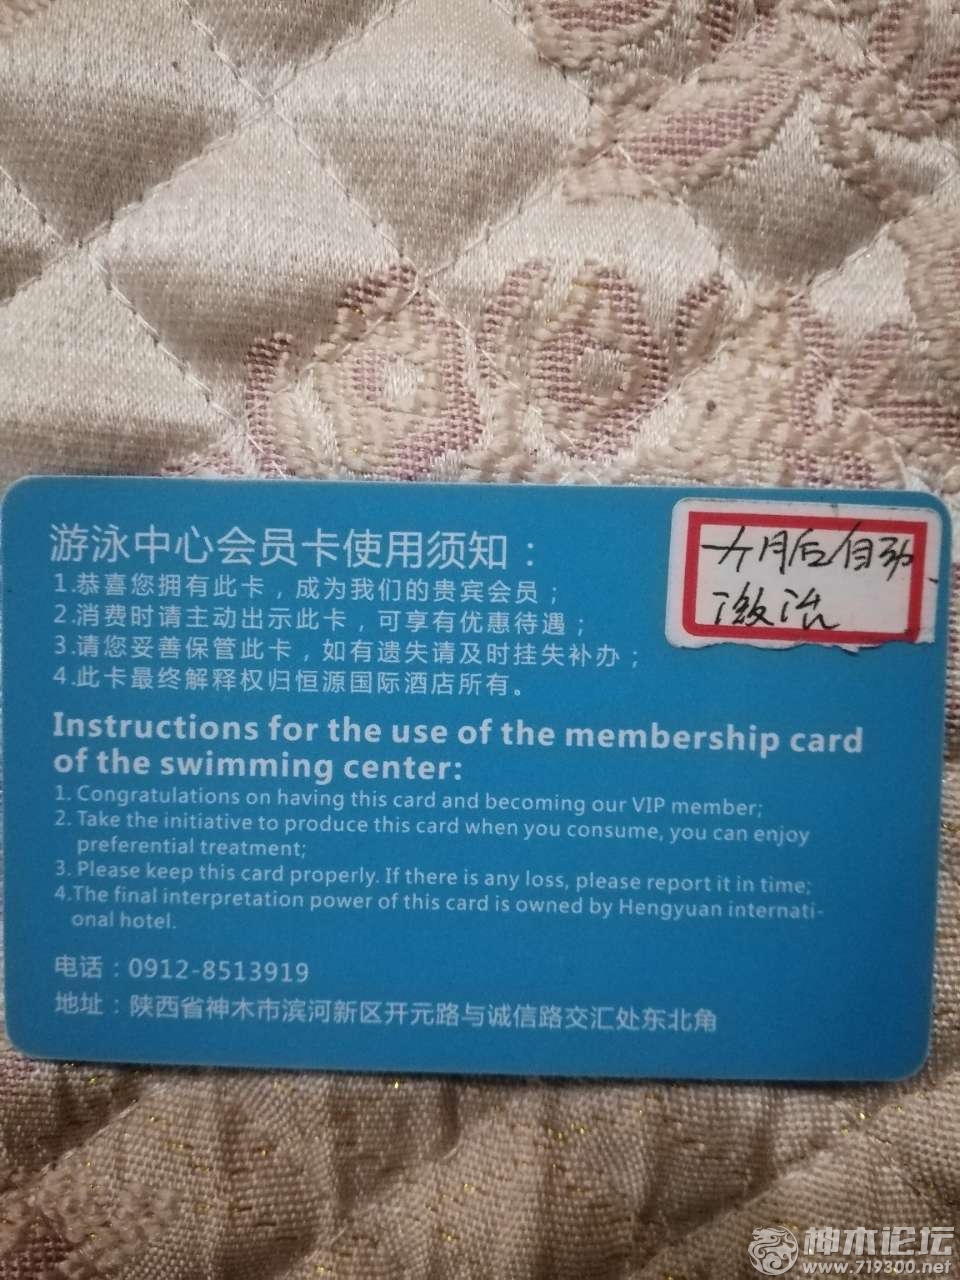 游泳中心会员卡使用须知：
1.恭喜您拥有此卡，成为我们的贵宾会员；
2.消费时请主动出示此卡，可享有优惠待遇；
3.请您妥善保管此卡，如有遗失请及时挂失补办；
4.此卡最终解释权归恒源国际酒店所有。
月后自动
激活
Instructions for the use of the membership card
of the swimming center:
1. Congratulations on having this card and becoming our VIP member;
2. Take the initiative to produce this card when you consume, you can enjoy
preferential treatment;
3. Please keep this card properly. If there is any loss, please report it in time;
4.The final interpretation power of this card is owned by Hengyuan internati-
onal hotel.
电话：0912-8513919
地址：陕西省神木市滨河新区开元路与诚信路交汇处东北角
神木论坛
www.719300.net